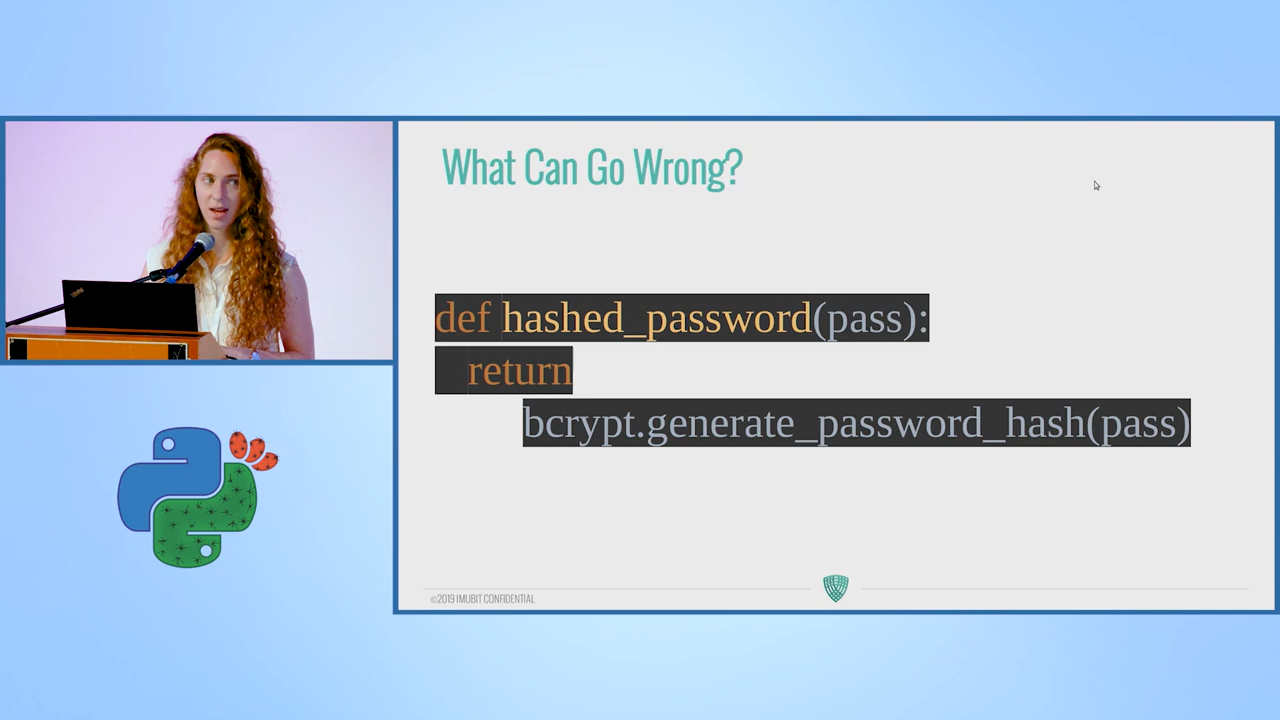 What Can Go Wrong?
def hashed_password(pass):
return
bcrypt.generate_password_hash(pass)
©2019 IMUBIT CONFIDENTIAL